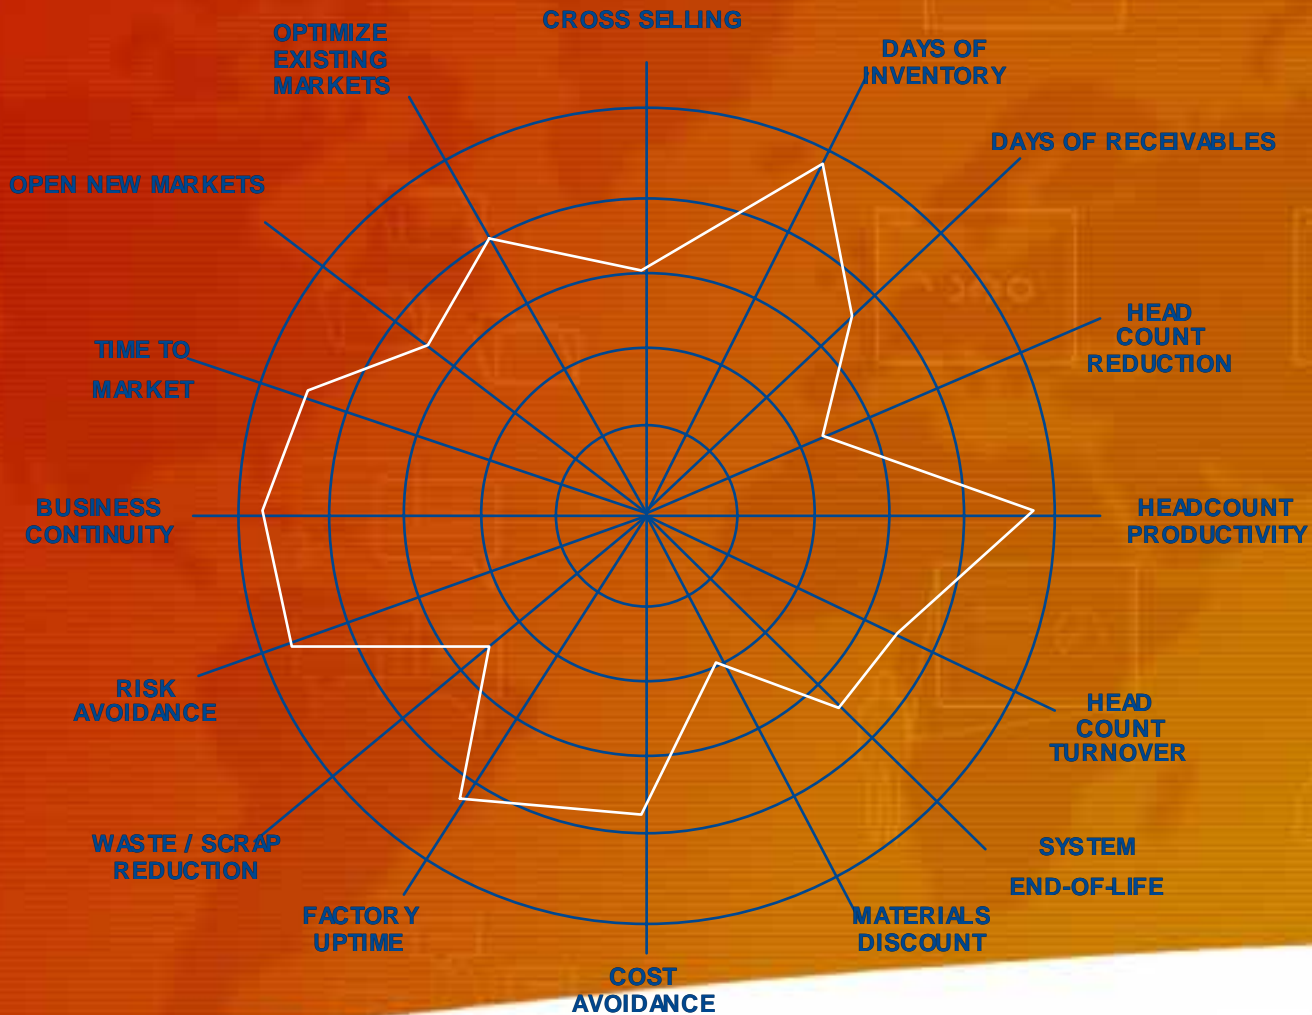 CROSS SELLING
OPTIMIZE
EXISTING
MARKETS
DAYS OF
INVENTORY
DAYS OF RECEIVABLES
OPEN NEW MARKETS
HEAD
COUNT
REDUCTION
TIME TO
MARKET
BUSINESS
CONTINUITY
HEADCOUNT
PRODUCTIVITY
RISK
AVOIDANCE
HEAD
COUNT
TURNOVER
WASTE / SCRAP
REDUCTION
SYSTEM
END-OF-LIFE
FACTORY
UPTIME
MATERIALS
DISCOUNT
COST
AVOIDANCE